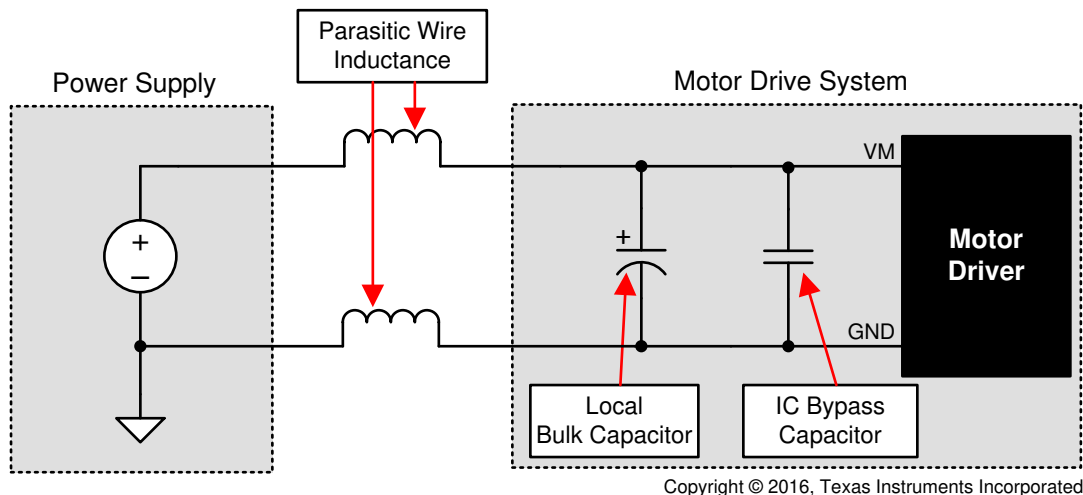 Parasitic Wire
Inductance
Power Supply
Motor Drive System
VM
+
–
+
Motor
Driver
GND
Local
Bulk Capacitor
IC Bypass
Capacitor
Copyright © 2016, Texas Instruments Incorporated